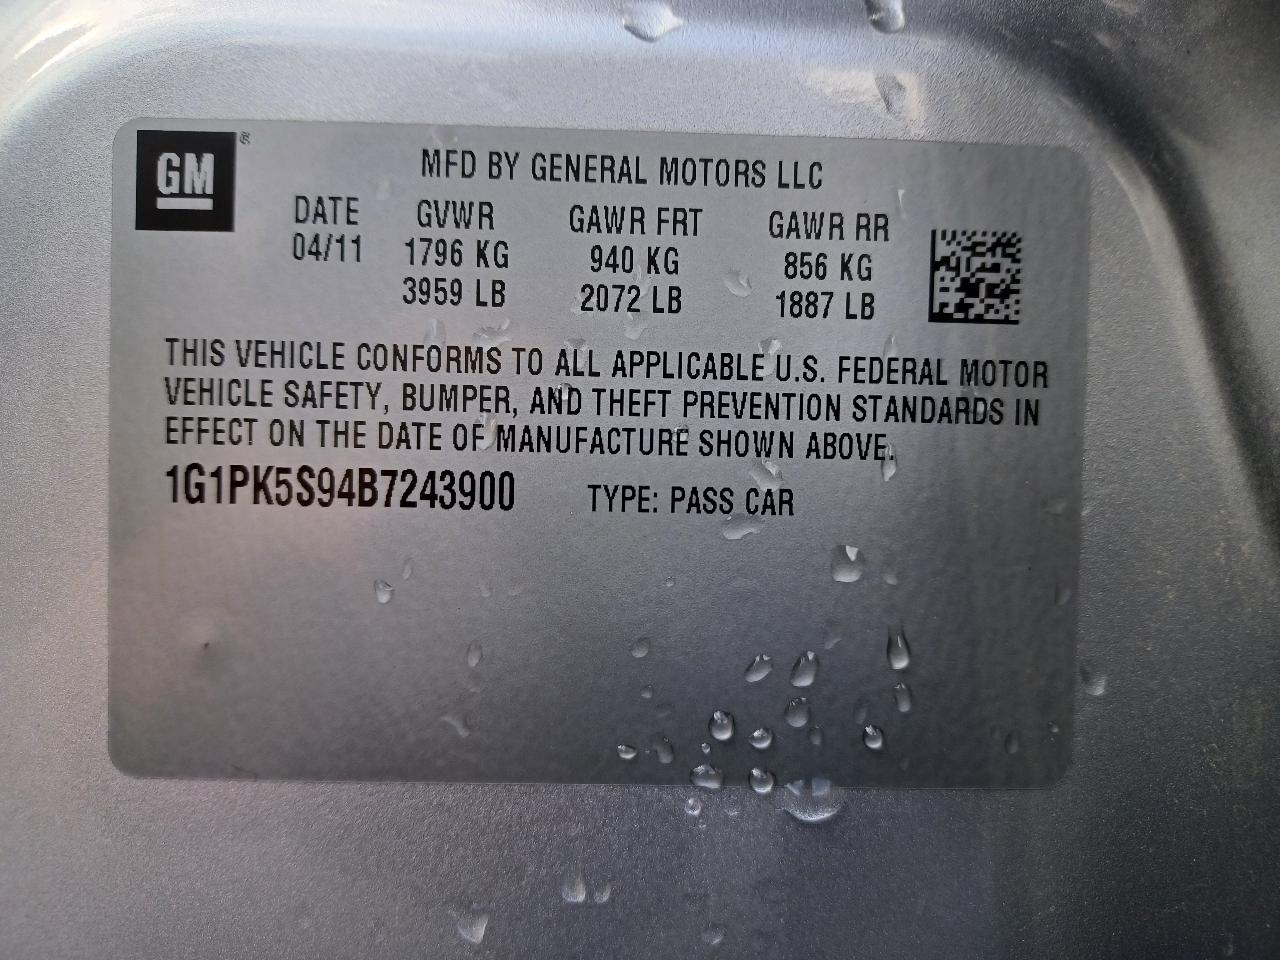 GM®
MFD BY GENERAL MOTORS LLC
DATE GVWR GAWR FRT GAWR RR
04/11 1796 KG 940 KG 856 KG
3959 LB 2072 LB 1887 LB
THIS VEHICLE CONFORMS TO ALL APPLICABLE U.S. FEDERAL MOTOR
VEHICLE SAFETY, BUMPER, AND THEFT PREVENTION STANDARDS IN
EFFECT ON THE DATE OF MANUFACTURE SHOWN ABOVE.
1G1PK5S94B7243900 TYPE: PASS CAR